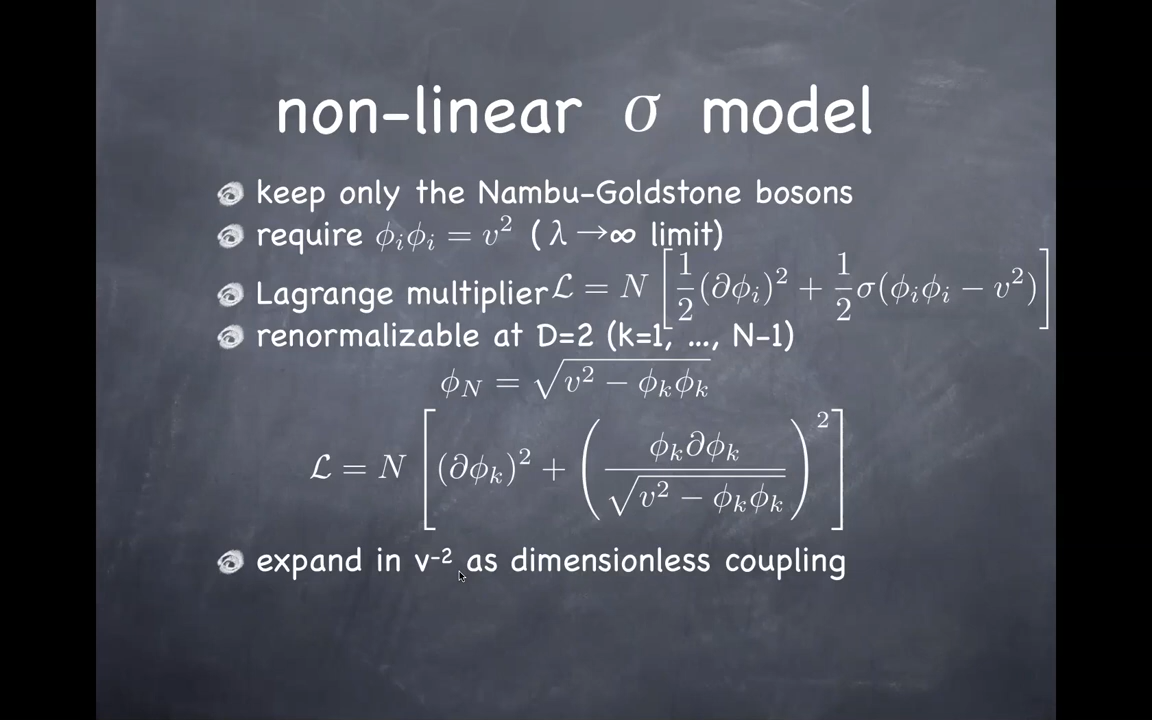 non-linear σ model
keep only the Nambu-Goldstone bosons
require $\phi_i\phi_i = v^2$ (λ→∞ limit)
Lagrange multiplier $\mathcal{L} = N\left[\frac{1}{2}(\partial\phi_i)^2 + \frac{1}{2}\sigma(\phi_i\phi_i - v^2)\right]$
renormalizable at D=2 (k=1, ..., N-1)
$\phi_N = \sqrt{v^2 - \phi_k\phi_k}$
$\mathcal{L} = N\left[(\partial\phi_k)^2 + \left(\frac{\phi_k\partial\phi_k}{\sqrt{v^2 - \phi_k\phi_k}}\right)^2\right]$
expand in v⁻² as dimensionless coupling